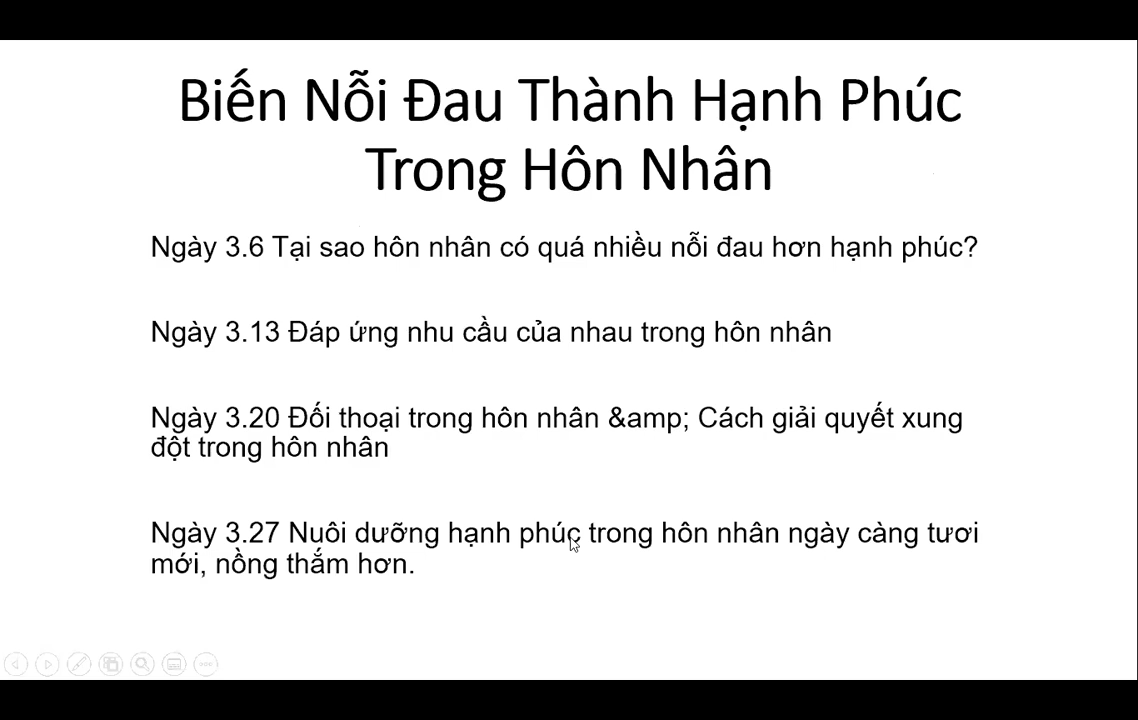 Biến Nỗi Đau Thành Hạnh Phúc
Trong Hôn Nhân
Ngày 3.6 Tại sao hôn nhân có quá nhiều nỗi đau hơn hạnh phúc?
Ngày 3.13 Đáp ứng nhu cầu của nhau trong hôn nhân
Ngày 3.20 Đối thoại trong hôn nhân &amp; Cách giải quyết xung
đột trong hôn nhân
Ngày 3.27 Nuôi dưỡng hạnh phúc trong hôn nhân ngày càng tươi
mới, nồng thắm hơn.